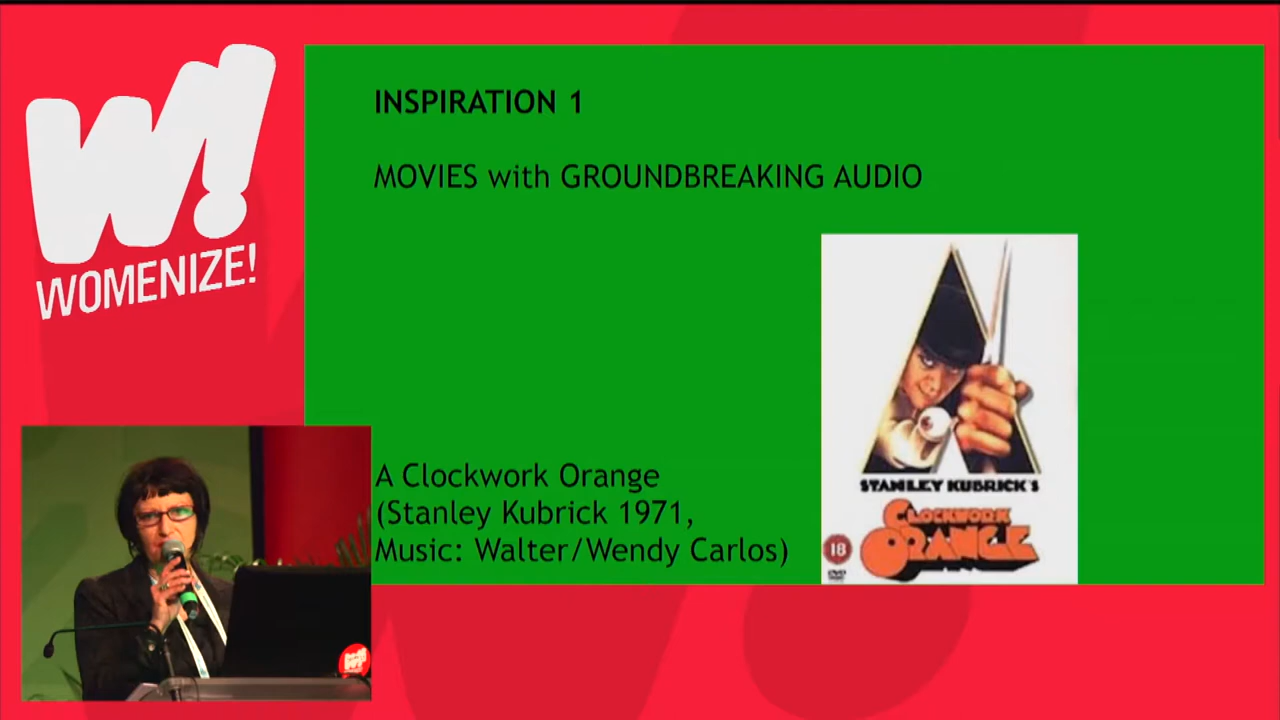 W!
WOMENIZE!
INSPIRATION 1
MOVIES with GROUNDBREAKING AUDIO
STANLEY KUBRICK'S
CLOCKWORK
ORANGE
18
DVD
A Clockwork Orange
(Stanley Kubrick 1971,
Music: Walter/Wendy Carlos)